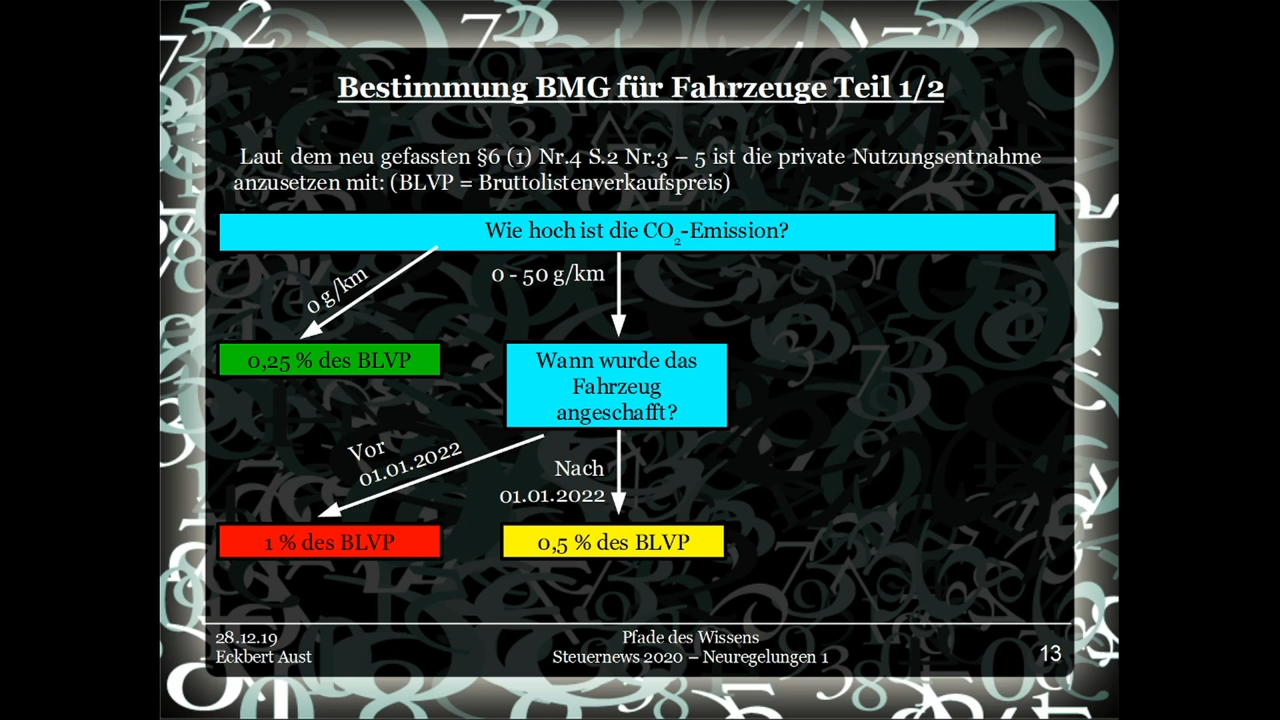 Bestimmung BMG für Fahrzeuge Teil 1/2
Laut dem neu gefassten §6 (1) Nr.4 S.2 Nr.3 – 5 ist die private Nutzungsentnahme
anzusetzen mit: (BLVP = Bruttolistenverkaufspreis)
Wie hoch ist die CO2-Emission?
0 g/km
0 - 50 g/km
0,25 % des BLVP
Wann wurde das
Fahrzeug
angeschafft?
Vor
01.01.2022
Nach
01.01.2022
1 % des BLVP
0,5 % des BLVP
28.12.19
Eckbert Aust
Pfade des Wissens
Steuernews 2020 – Neuregelungen 1
13